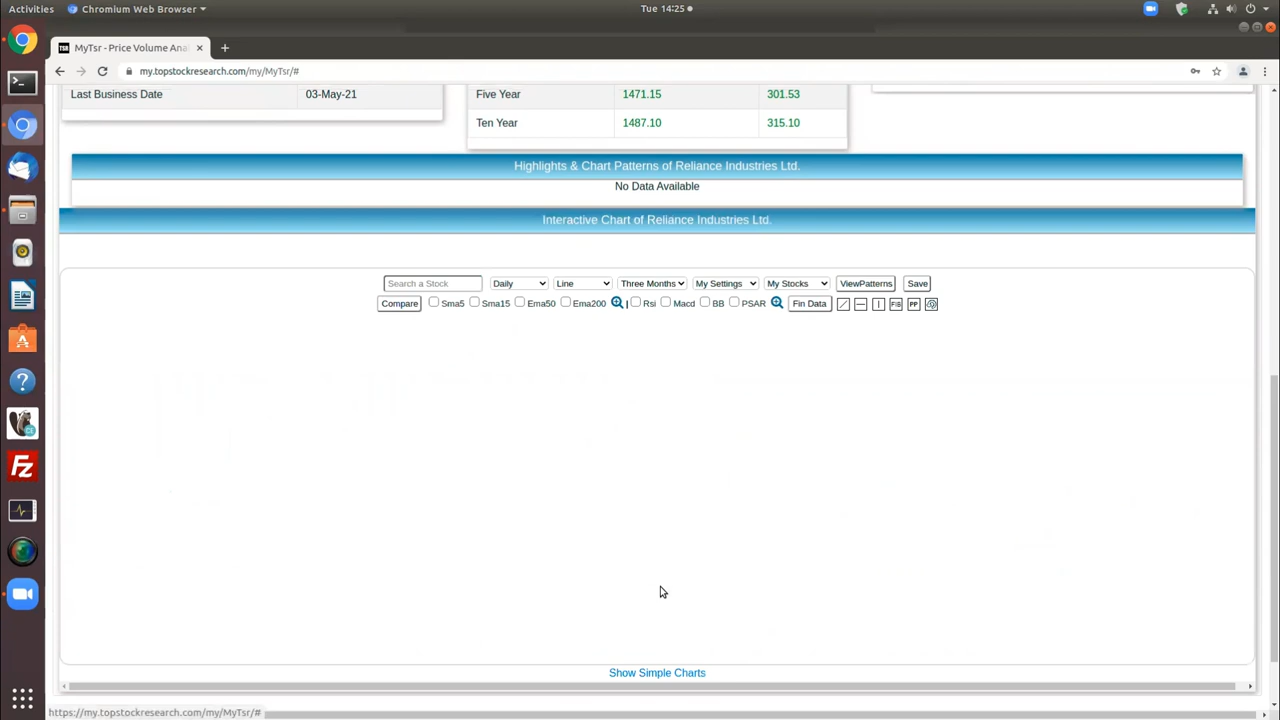 Activities Chromium Web Browser Tue 14:25
MyTsr - Price Volume Ana
my.topstockresearch.com/my/MyTsr/#
Last Business Date 03-May-21 Five Year 1471.15 301.53
Ten Year 1487.10 315.10
Highlights & Chart Patterns of Reliance Industries Ltd.
No Data Available
Interactive Chart of Reliance Industries Ltd.
Search a Stock Daily Line Three Months My Settings My Stocks ViewPatterns Save
Compare Sma5 Sma15 Ema50 Ema200 | Rsi Macd BB PSAR Fin Data FIB PP
Show Simple Charts
https://my.topstockresearch.com/my/MyTsr/#